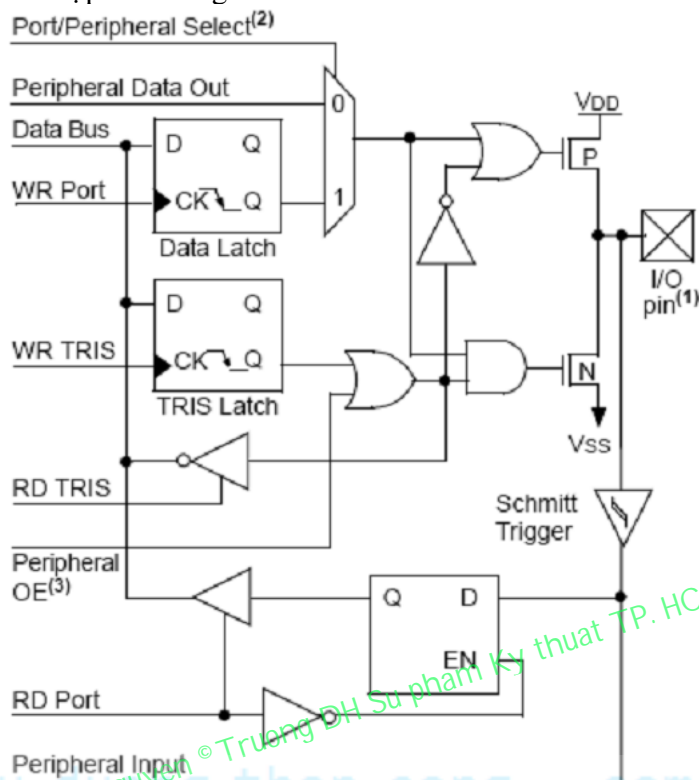 Port/Peripheral Select(2)
Peripheral Data Out
0
VDD
Data Bus
D Q
P
WR Port
CK Q
1
Data Latch
I/O
pin(1)
D Q
WR TRIS
CK Q
N
TRIS Latch
VSS
RD TRIS
Schmitt
Trigger
Peripheral
OE(3)
Q D
EN
RD Port
Peripheral Input
© Truong DH Su pham Ky thuat TP. HC